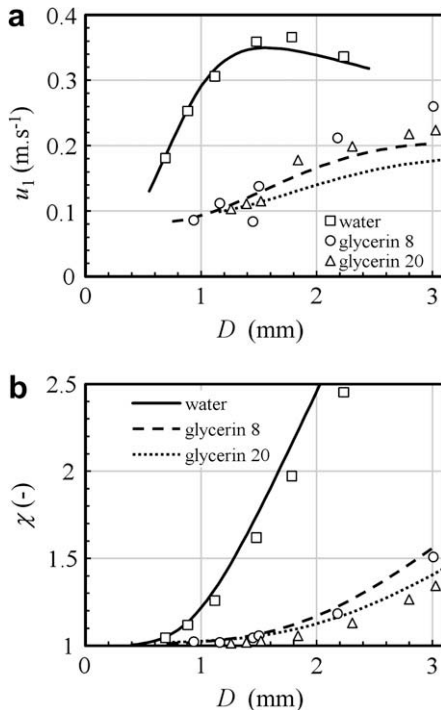 a
0.4
0.3
0.2
0.1
0
u₁ (m.s⁻¹)
□ water
○ glycerin 8
△ glycerin 20
0 1 2 3
D (mm)
b
2.5
2
1.5
1
χ (-)
water
glycerin 8
glycerin 20
0 1 2 3
D (mm)